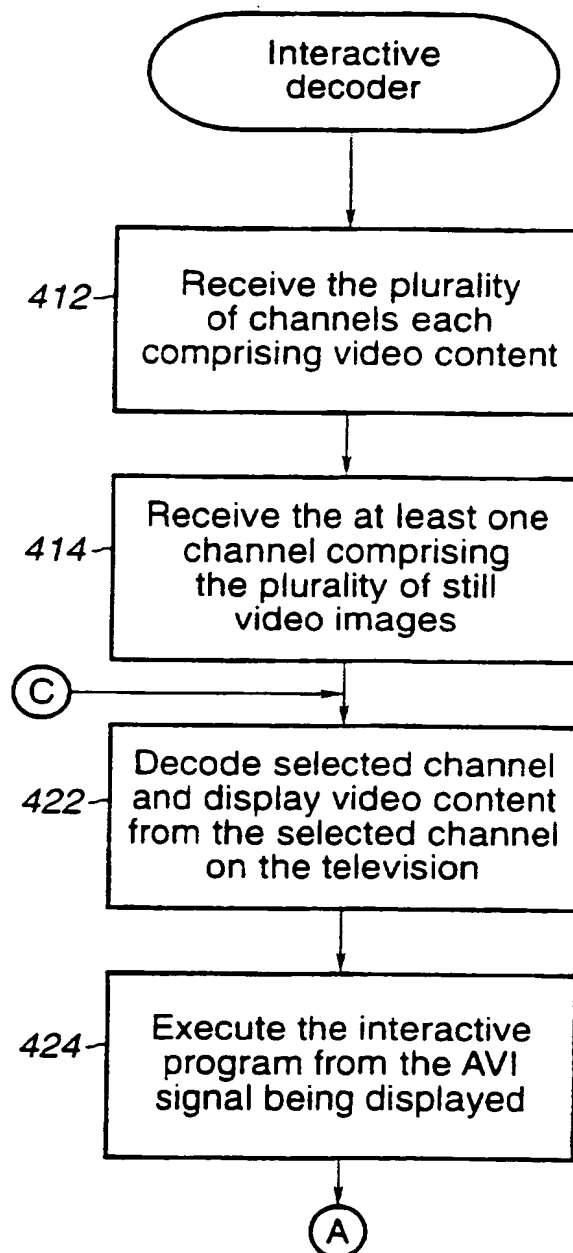 Interactive
decoder
412
Receive the plurality
of channels each
comprising video content
414
Receive the at least one
channel comprising
the plurality of still
video images
C
422
Decode selected channel
and display video content
from the selected channel
on the television
424
Execute the interactive
program from the AVI
signal being displayed
A